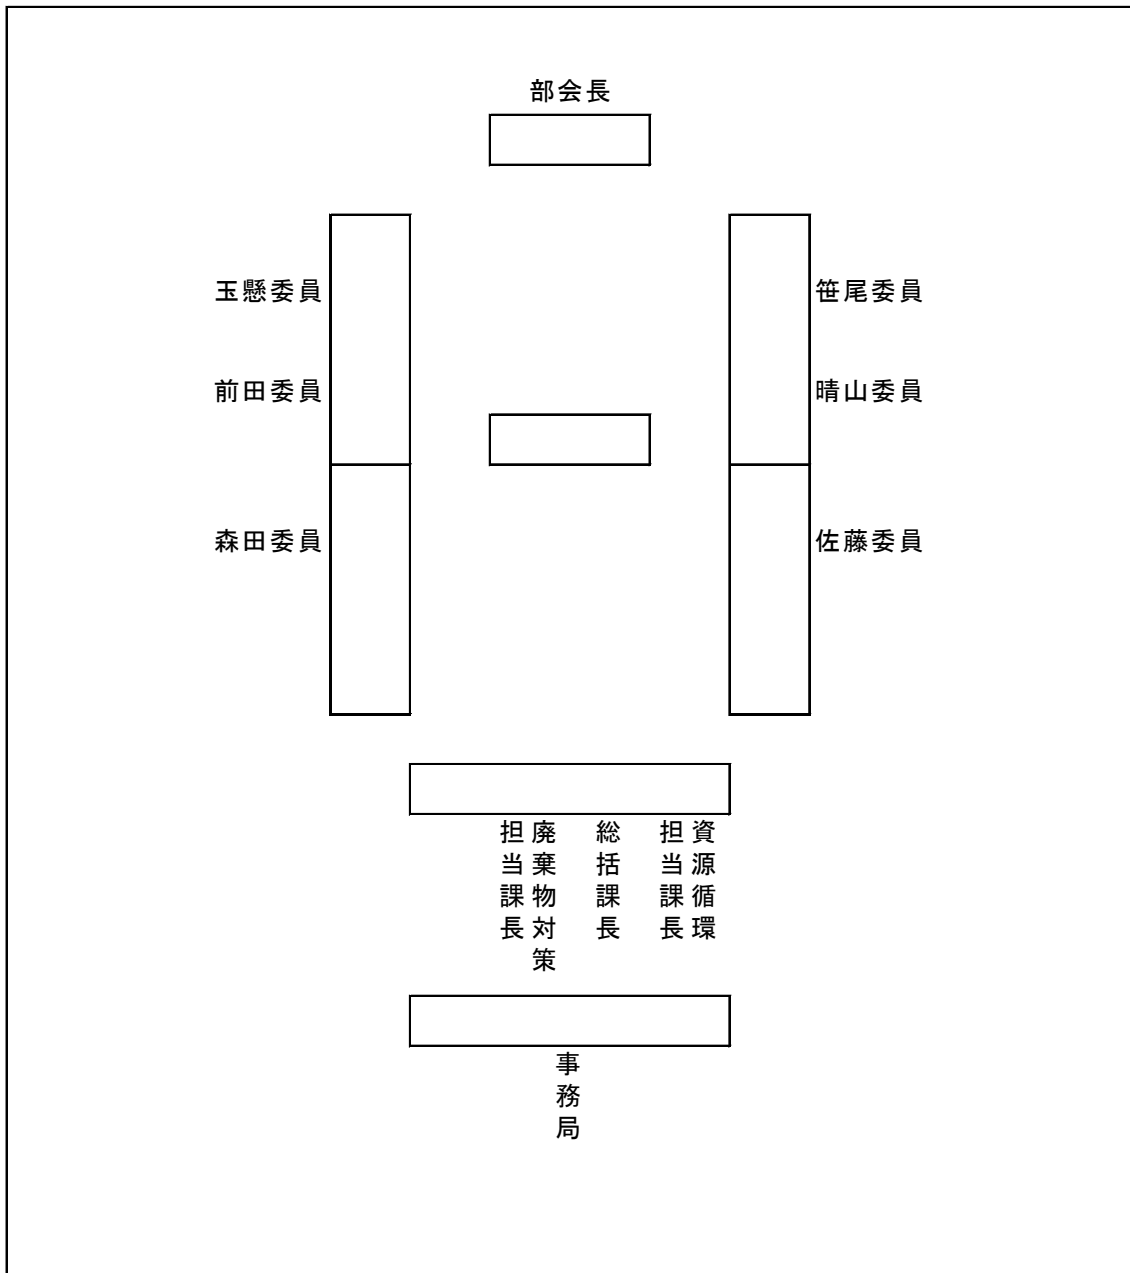 部会長
玉懸委員
笹尾委員
前田委員
晴山委員
森田委員
佐藤委員
資源循環
担当課長
総括課長
廃棄物対策
担当課長
事務局